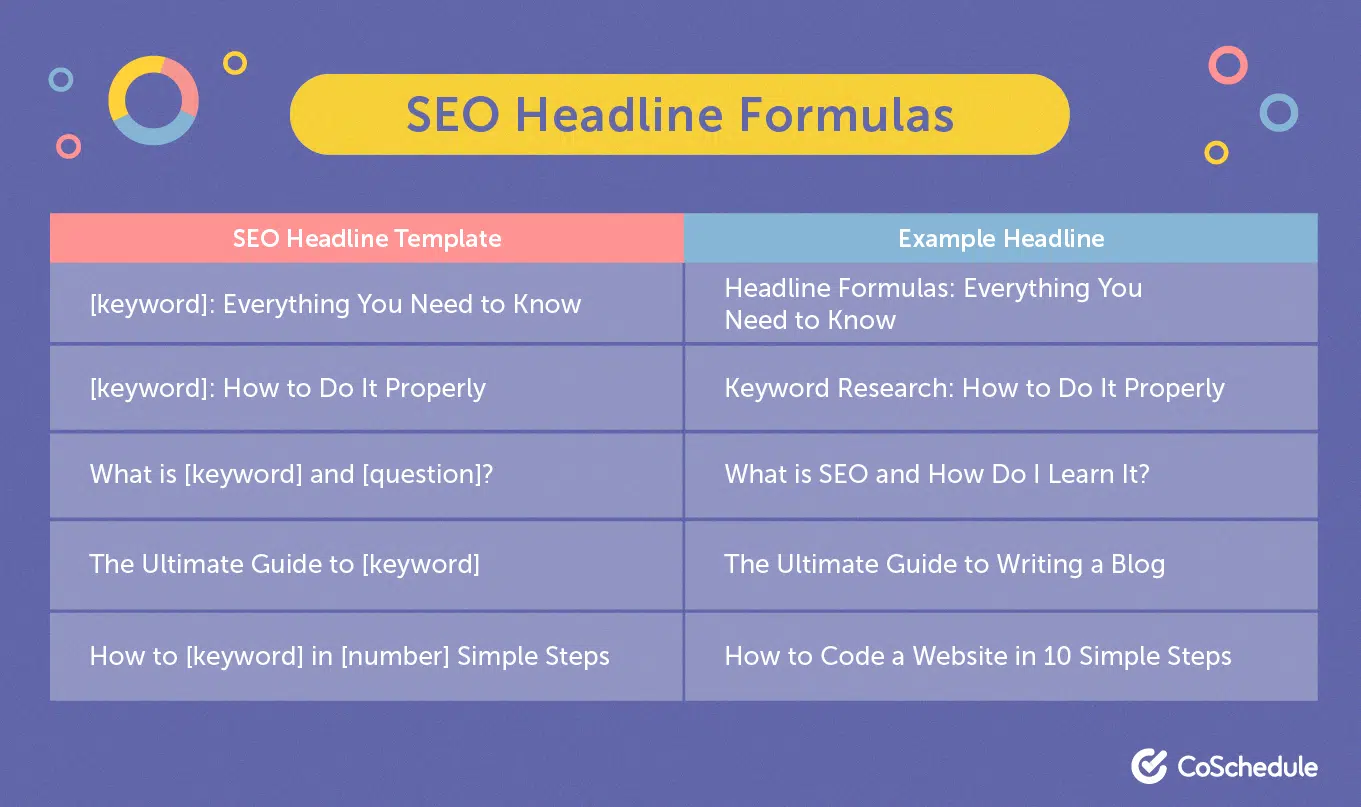 SEO Headline Formulas
SEO Headline Template
Example Headline
[keyword]: Everything You Need to Know
Headline Formulas: Everything You
Need to Know
[keyword]: How to Do It Properly
Keyword Research: How to Do It Properly
What is [keyword] and [question]?
What is SEO and How Do I Learn It?
The Ultimate Guide to [keyword]
The Ultimate Guide to Writing a Blog
How to [keyword] in [number] Simple Steps
How to Code a Website in 10 Simple Steps
CoSchedule